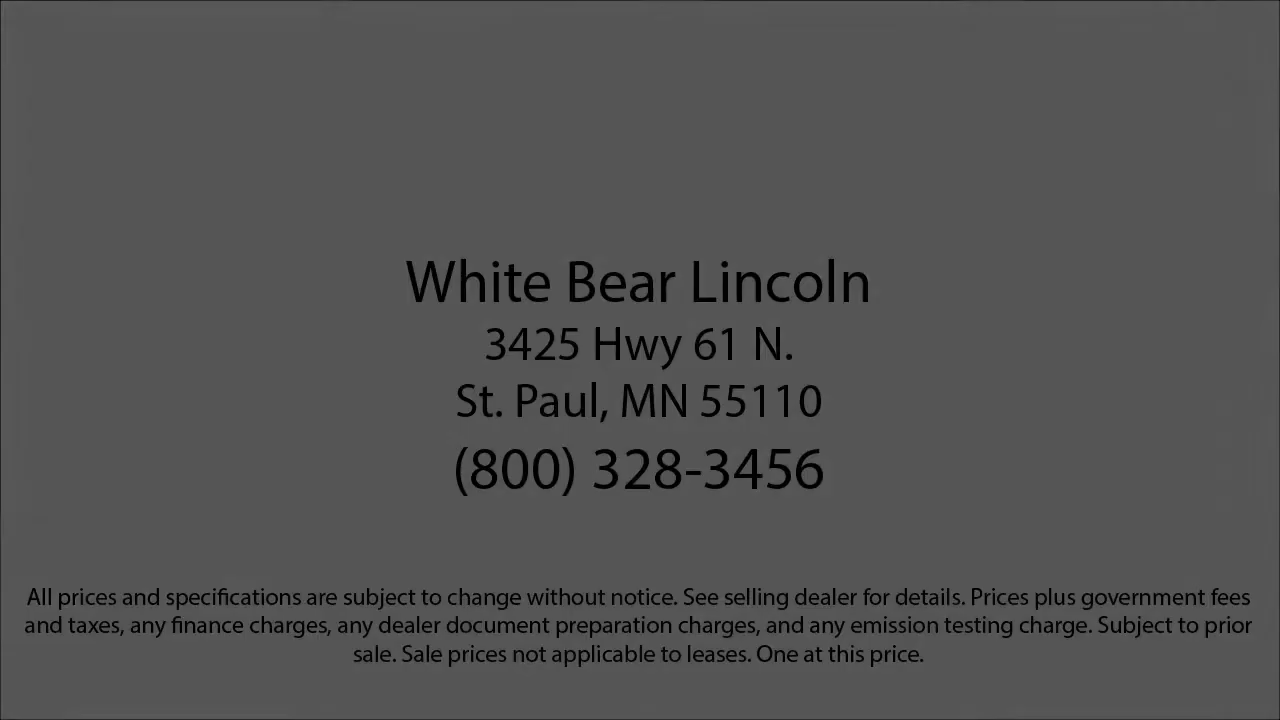 White Bear Lincoln
3425 Hwy 61 N.
St. Paul, MN 55110
(800) 328-3456
All prices and specifications are subject to change without notice. See selling dealer for details. Prices plus government fees
and taxes, any finance charges, any dealer document preparation charges, and any emission testing charge. Subject to prior
sale. Sale prices not applicable to leases. One at this price.